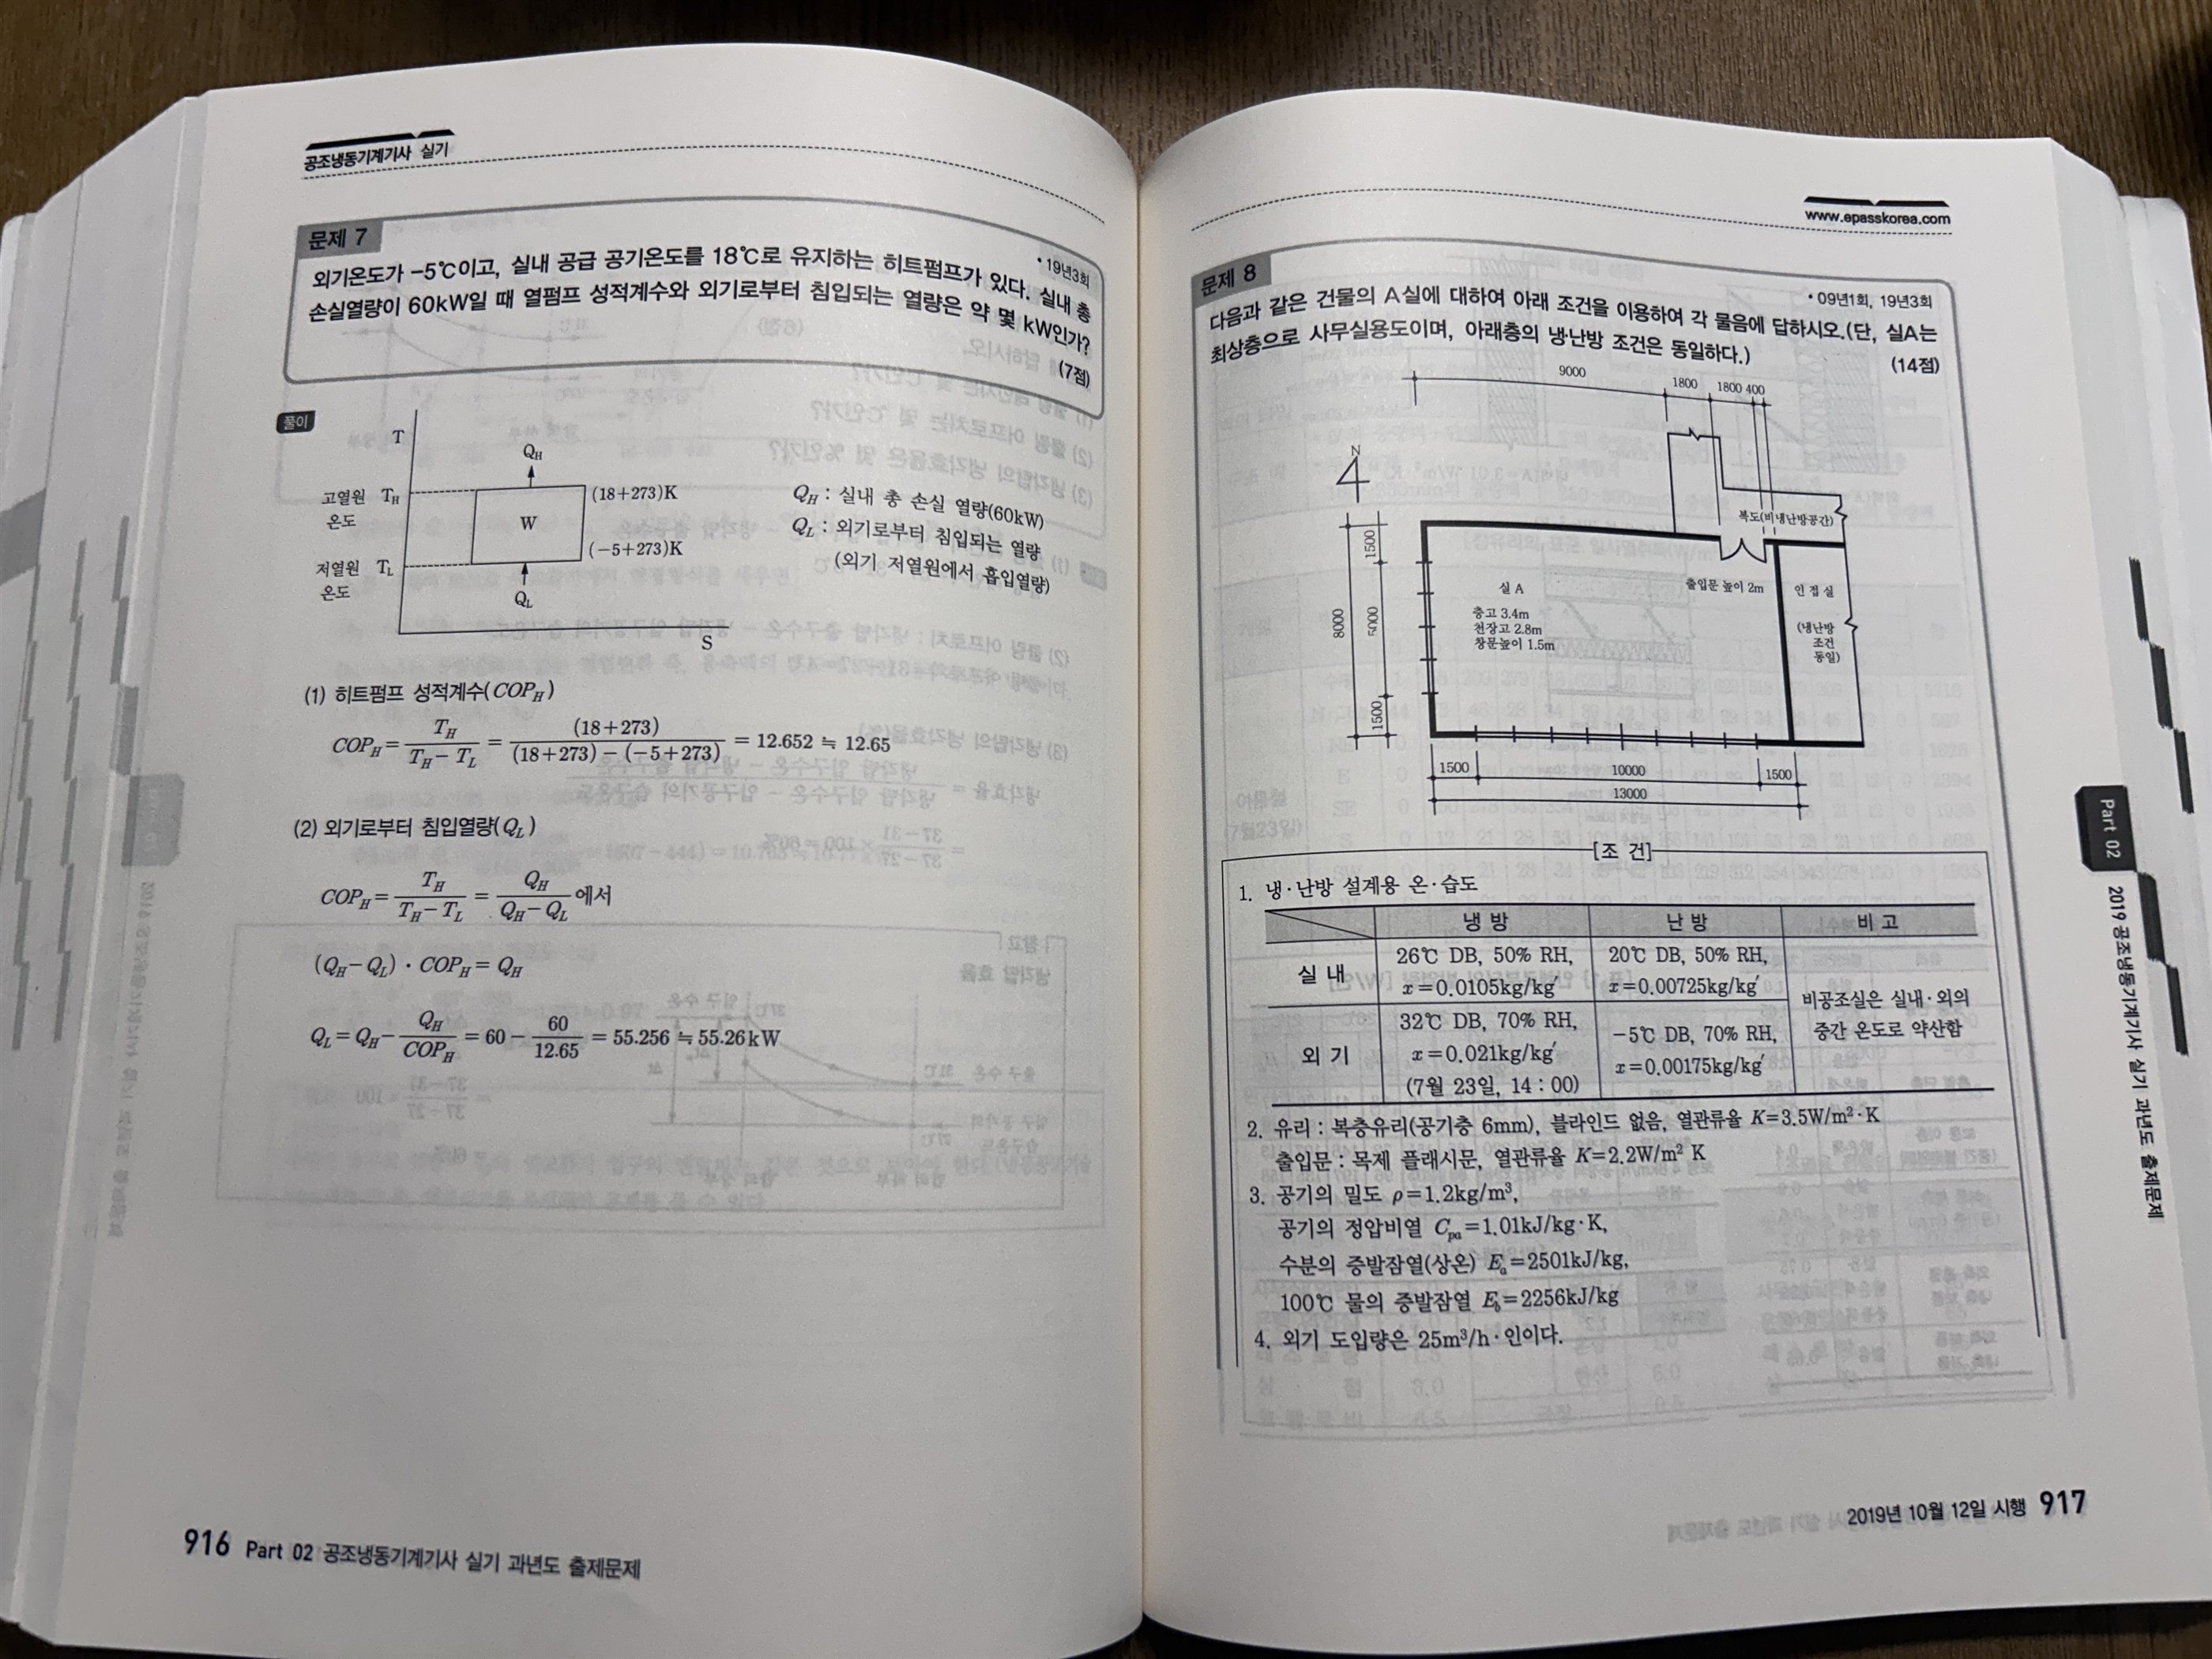 공조냉동기계기사 실기
문제 7
• 19년3회
외기온도가 -5℃이고, 실내 공급 공기온도를 18℃로 유지하는 히트펌프가 있다. 실내 총
손실열량이 60kW일 때 열펌프 성적계수와 외기로부터 침입되는 열량은 약 몇 kW인가?
(7점)
풀이
T
Q_H
고열원 T_H
온도
(18+273)K
W
(-5+273)K
저열원 T_L
온도
Q_L
S
Q_H : 실내 총 손실 열량(60kW)
Q_L : 외기로부터 침입되는 열량
(외기 저열원에서 흡입열량)
(1) 히트펌프 성적계수(COP_H)
COP_H = T_H / (T_H - T_L) = (18+273) / ((18+273) - (-5+273)) = 12.652 ≒ 12.65
(2) 외기로부터 침입열량(Q_L)
COP_H = T_H / (T_H - T_L) = Q_H / (Q_H - Q_L) 에서
(Q_H - Q_L) · COP_H = Q_H
Q_L = Q_H - Q_H / COP_H = 60 - 60 / 12.65 = 55.256 ≒ 55.26kW
916 Part 02 공조냉동기계기사 실기 과년도 출제문제
www.epasskorea.com
문제 8
• 09년1회, 19년3회
다음과 같은 건물의 A실에 대하여 아래 조건을 이용하여 각 물음에 답하시오.(단, 실A는
최상층으로 사무실용도이며, 아래층의 냉난방 조건은 동일하다.)
(14점)
9000
1800
1800 400
N
복도(비냉난방공간)
1500
5000
1500
8000
실 A
층고 3.4m
천장고 2.8m
창문높이 1.5m
출입문 높이 2m
인접실
(냉난방
조건
동일)
1500
10000
1500
13000
[조 건]
1. 냉·난방 설계용 온·습도
냉 방
난 방
비 고
실 내
26℃ DB, 50% RH,
x=0.0105kg/kg′
20℃ DB, 50% RH,
x=0.00725kg/kg′
비공조실은 실내·외의
중간 온도로 약산함
외 기
32℃ DB, 70% RH,
x=0.021kg/kg′
(7월 23일, 14 : 00)
-5℃ DB, 70% RH,
x=0.00175kg/kg′
2. 유리 : 복층유리(공기층 6mm), 블라인드 없음, 열관류율 K=3.5W/m²·K
출입문 : 목제 플래시문, 열관류율 K=2.2W/m² K
3. 공기의 밀도 ρ=1.2kg/m³,
공기의 정압비열 C_pa=1.01kJ/kg·K,
수분의 증발잠열(상온) E_a=2501kJ/kg,
100℃ 물의 증발잠열 E_b=2256kJ/kg
4. 외기 도입량은 25m³/h·인이다.
Part 02
2019 공조냉동기계기사 실기 과년도 출제문제
2019년 10월 12일 시행 917